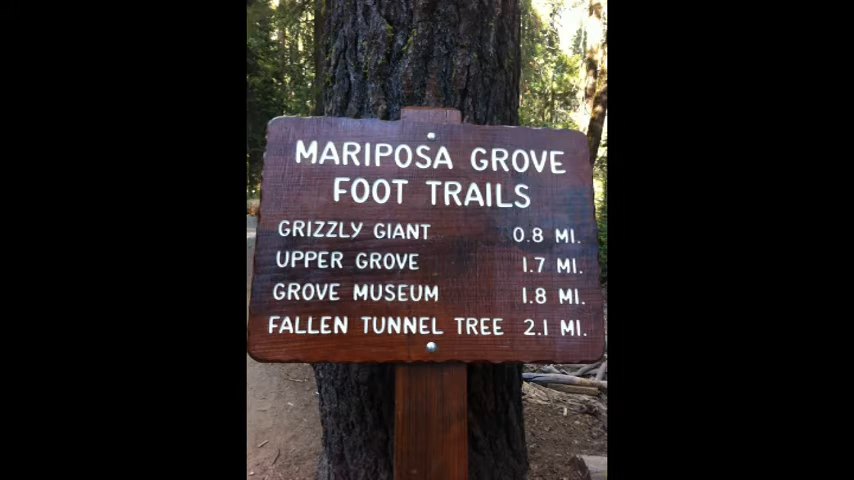 MARIPOSA GROVE
FOOT TRAILS
GRIZZLY GIANT 0.8 MI.
UPPER GROVE 1.7 MI.
GROVE MUSEUM 1.8 MI.
FALLEN TUNNEL TREE 2.1 MI.